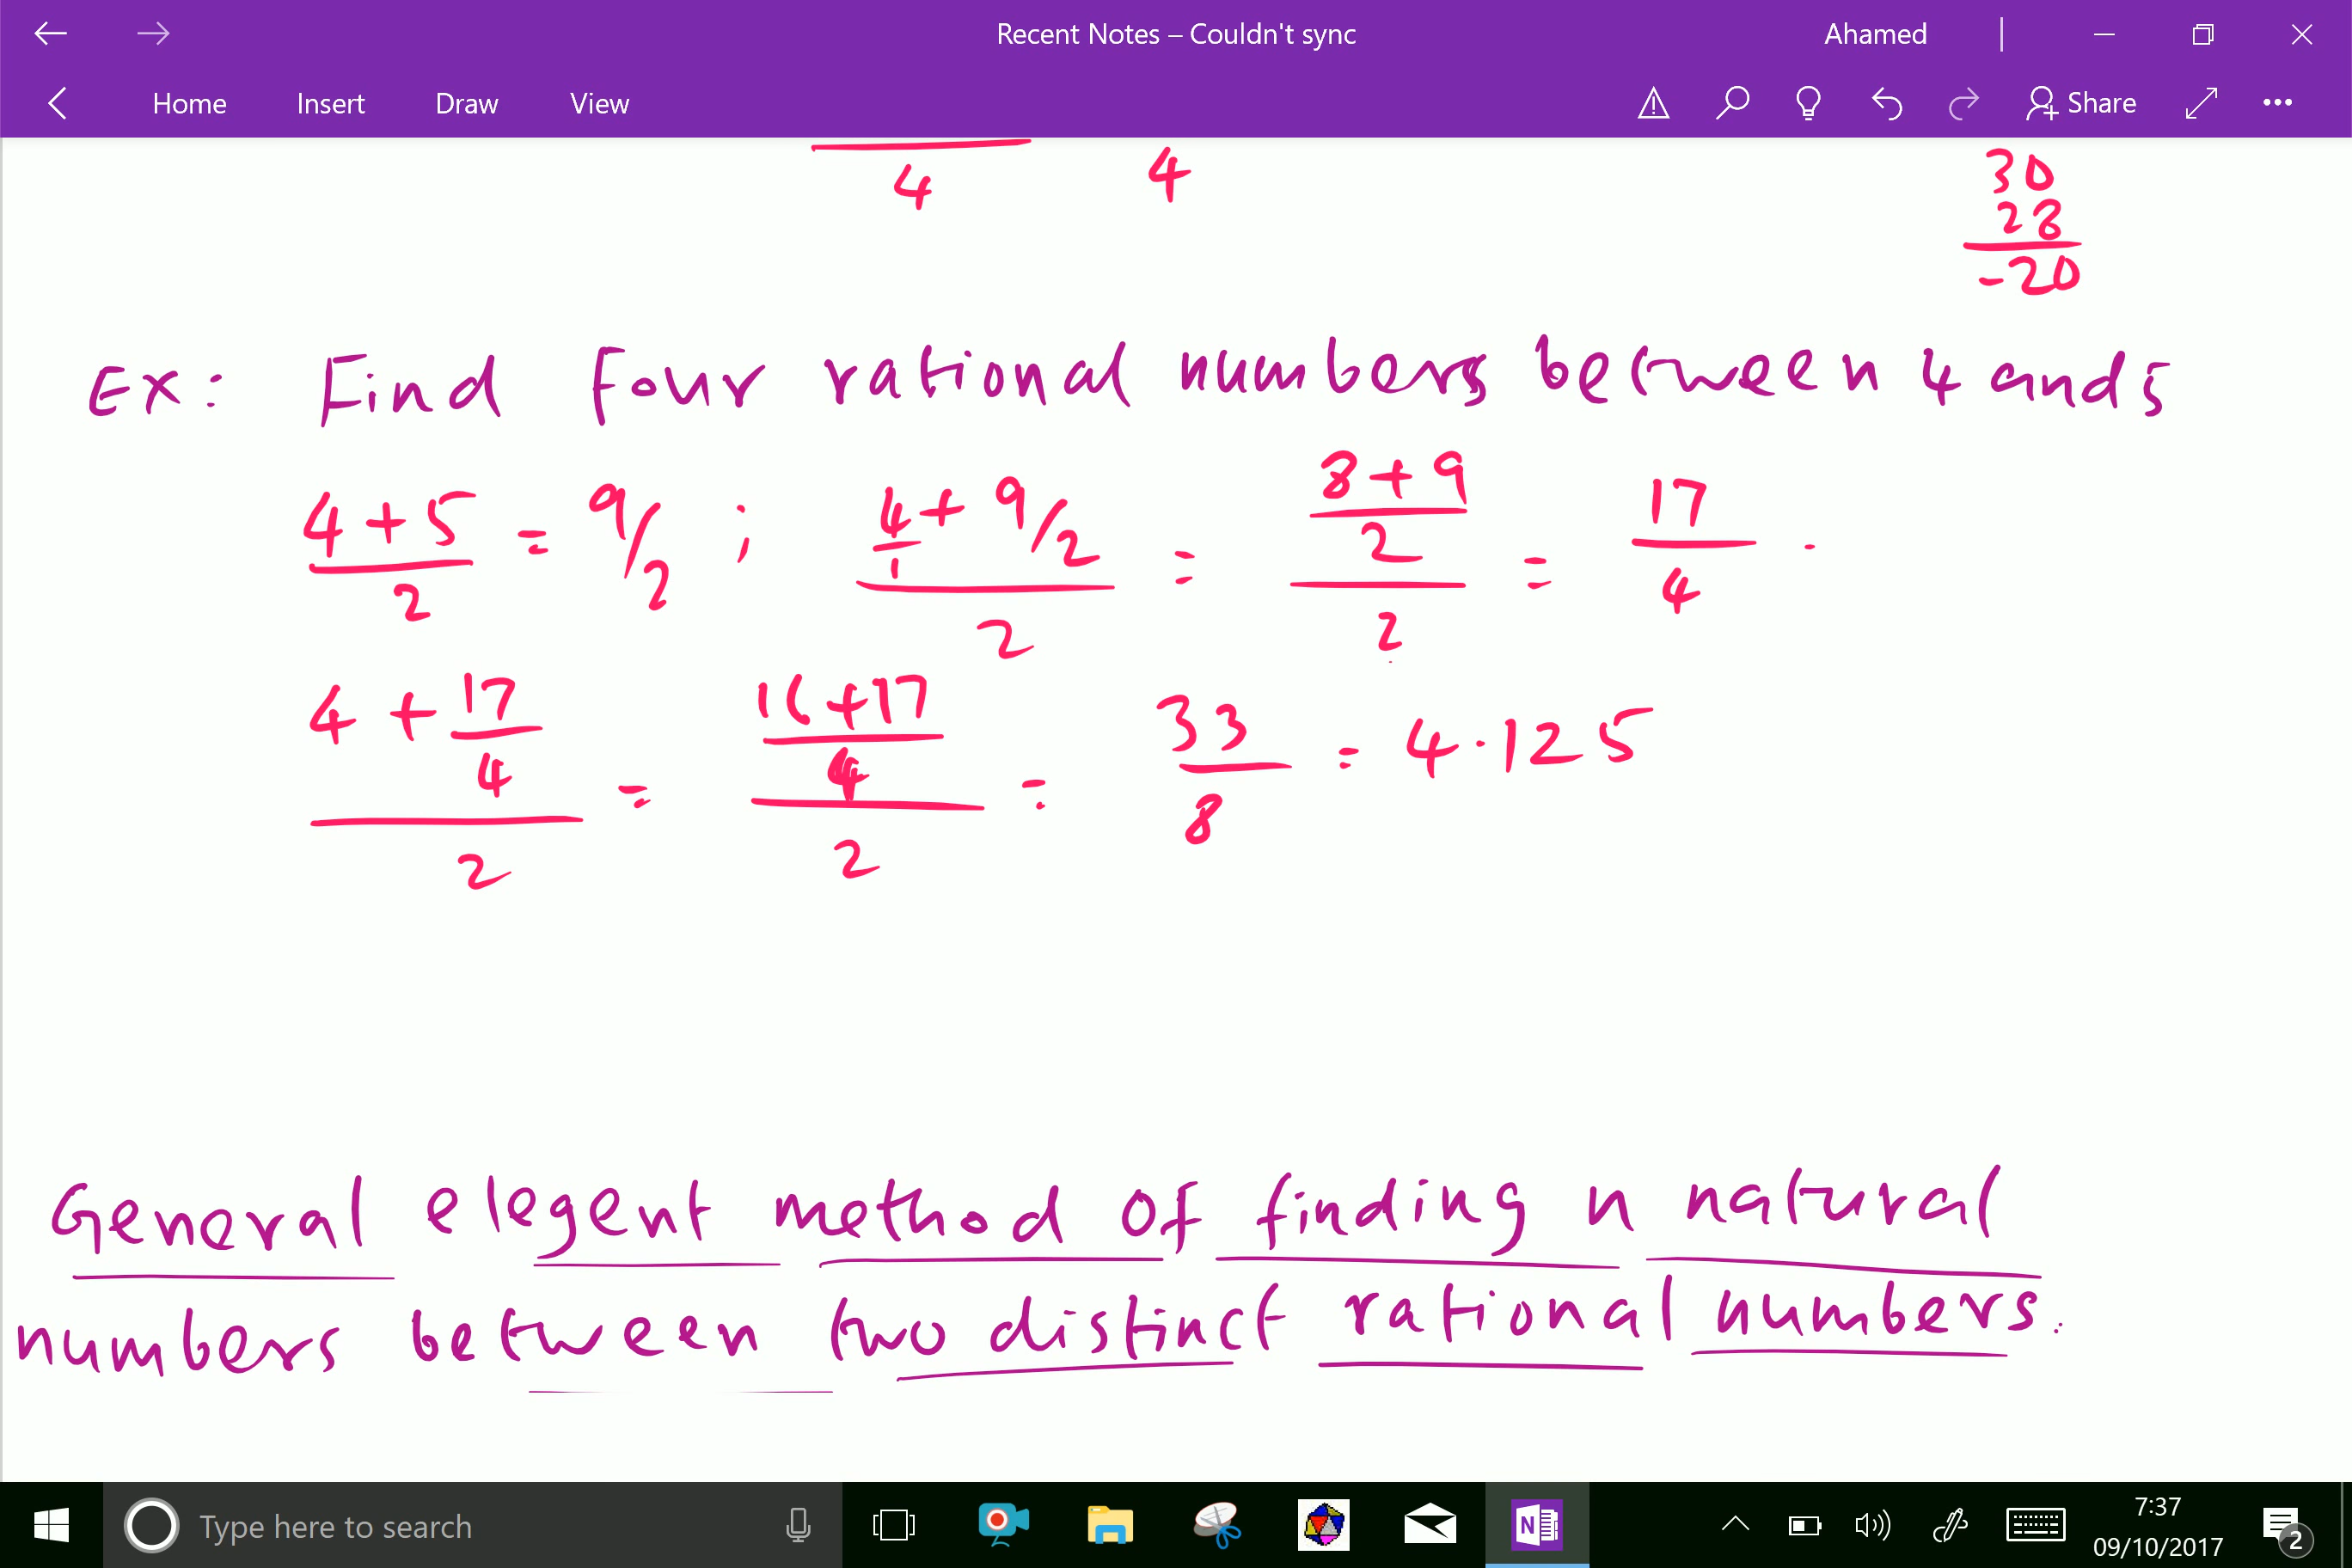 Recent Notes – Couldn't sync
Ahamed
Home Insert Draw View
Share
4 4
30
28
-20
Ex: Find Four rational numbers between 4 and 5
4+5/2 = 9/2 ; (4/1 + 9/2)/2 = ((8+9)/2)/2 = 17/4
(4 + 17/4)/2 = ((16+17)/4)/2 = 33/8 = 4.125
General elegent method of finding n natural
numbers between two distinct rational numbers.
Type here to search
N
7:37
09/10/2017
2